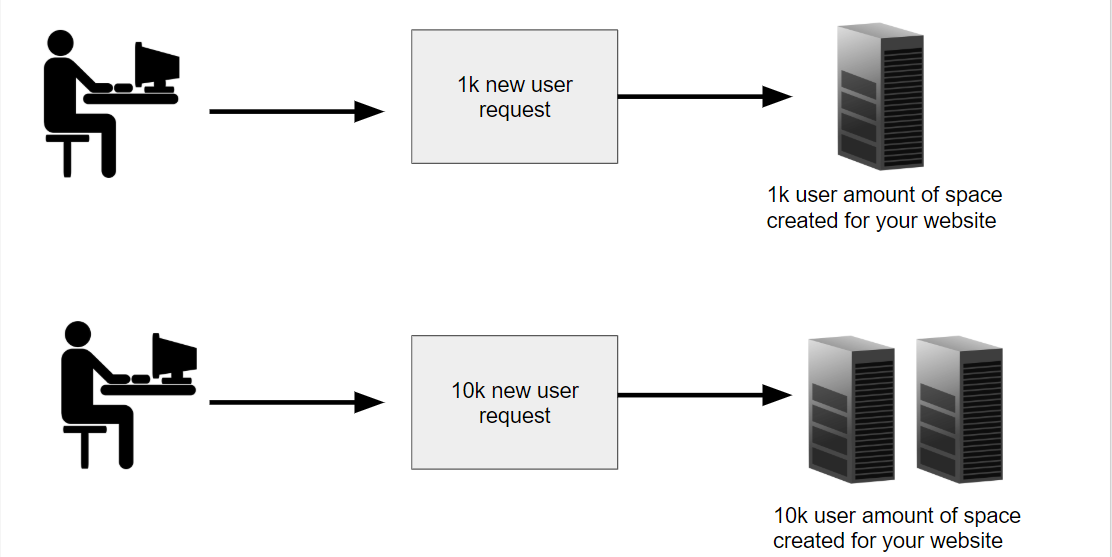 1k new user
request
1k user amount of space
created for your website
10k new user
request
10k user amount of space
created for your website